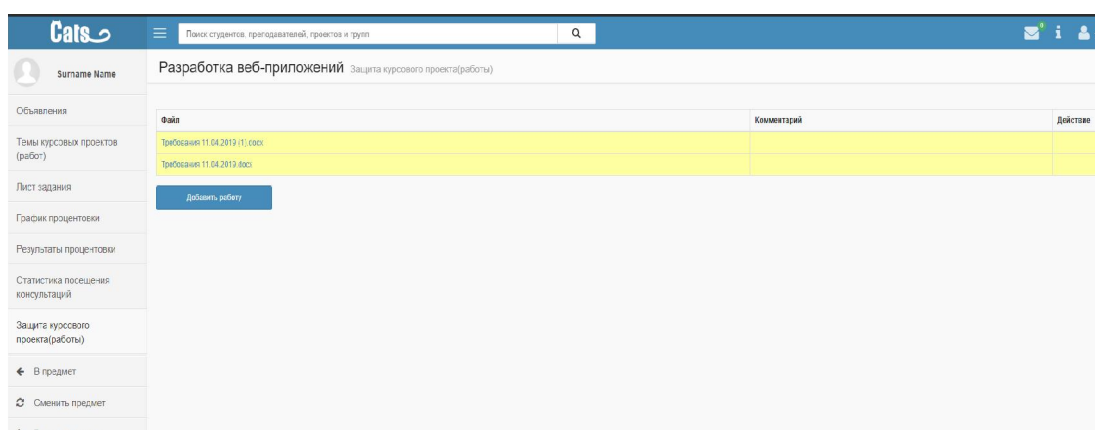 Cats
Поиск студентов, преподавателей, проектов и групп
0
Surname Name
Разработка веб-приложений Защита курсового проекта(работы)
Объявления
Файл Комментарий Действие
Темы курсовых проектов
(работ)
Требования 11.04.2019 (1).docx
Требования 11.04.2019.docx
Лист задания
Добавить работу
График процентовки
Результаты процентовки
Статистика посещения
консультаций
Защита курсового
проекта(работы)
В предмет
Сменить предмет